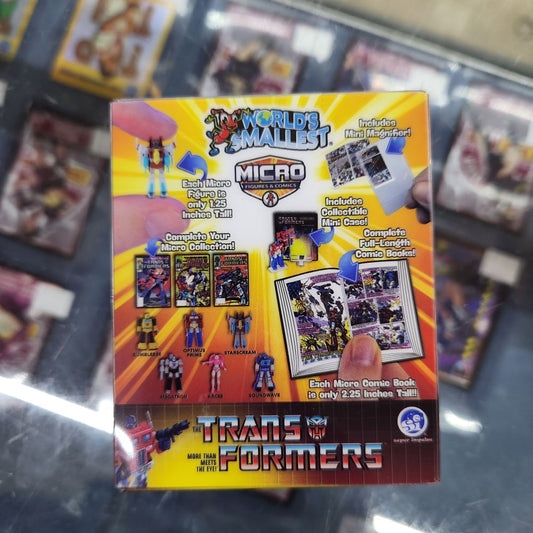 WORLD'S
SMALLEST
MICRO
FIGURES & COMICS
Includes
Mini Magnifier!
Each Micro
Figure is
only 1.25
Inches Tall!
Includes
Collectible
Mini Case!
Complete Your
Micro Collection!
Complete
Full-Length
Comic Books!
BUMBLEBEE
OPTIMUS
PRIME
STARSCREAM
MEGATRON
ARCEE
SOUNDWAVE
Each Micro Comic Book
is only 2.25 Inches Tall!!
THE
TRANS
FORMERS
MORE THAN
MEETS
THE EYE!
Si
super impulse